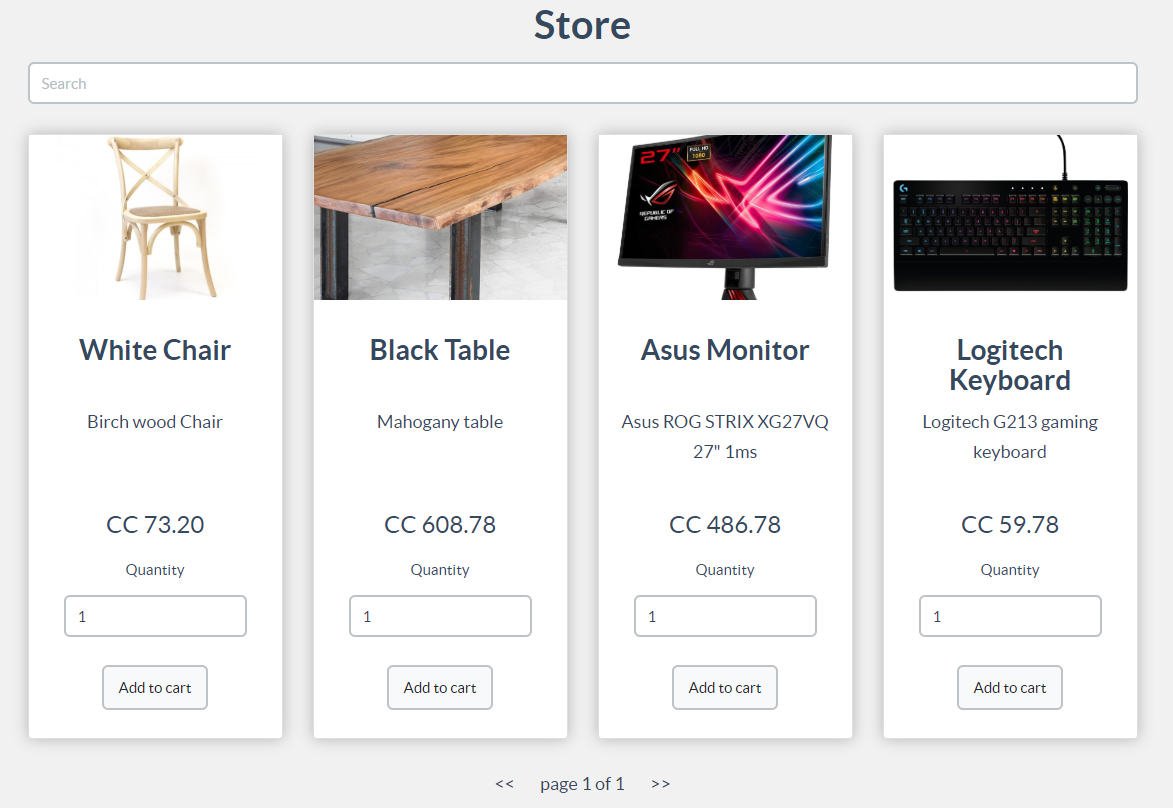 Store
Search
27"
FULL HD
1080
REPUBLIC OF
GAMERS
White Chair
Birch wood Chair
CC 73.20
Quantity
1
Add to cart
Black Table
Mahogany table
CC 608.78
Quantity
1
Add to cart
Asus Monitor
Asus ROG STRIX XG27VQ
27" 1ms
CC 486.78
Quantity
1
Add to cart
Logitech
Keyboard
Logitech G213 gaming
keyboard
CC 59.78
Quantity
1
Add to cart
<< page 1 of 1 >>